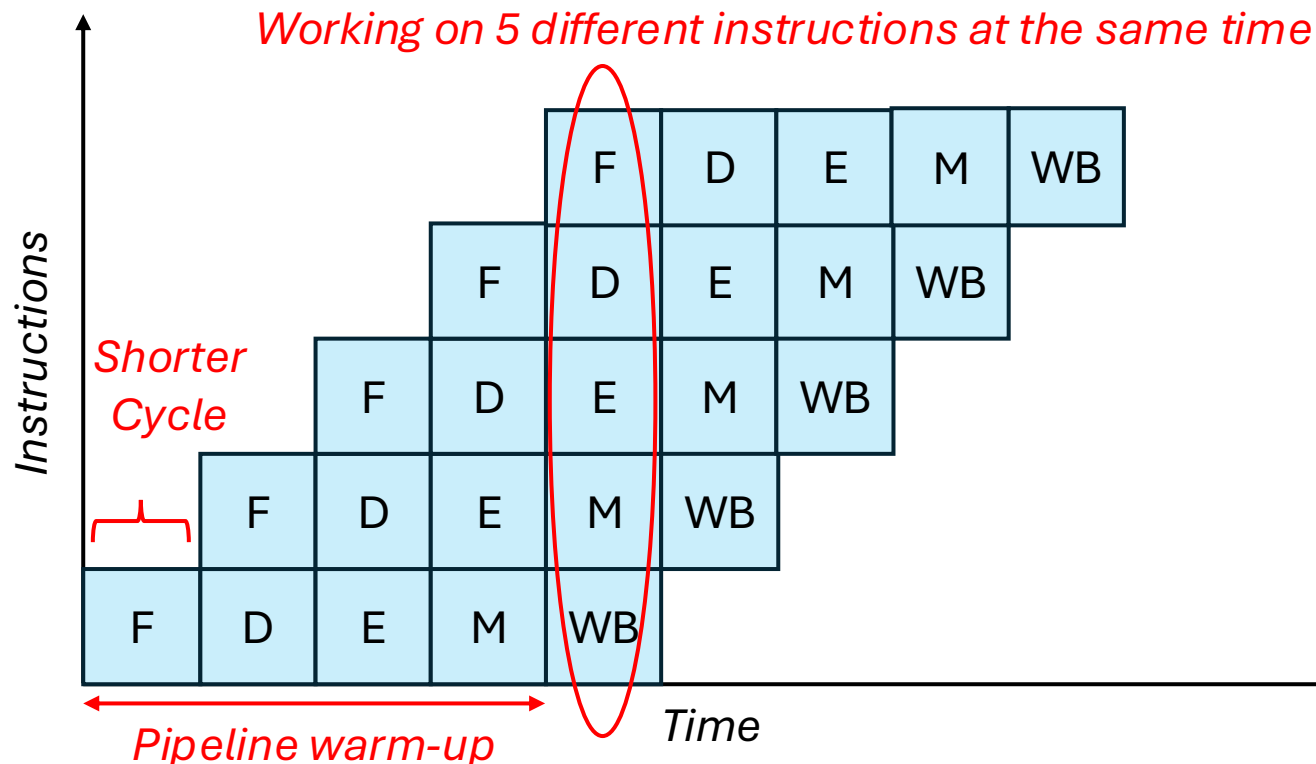 Working on 5 different instructions at the same time
F D E M WB
F D E M WB
Instructions
Shorter
Cycle
F D E M WB
F D E M WB
F D E M WB
Time
Pipeline warm-up